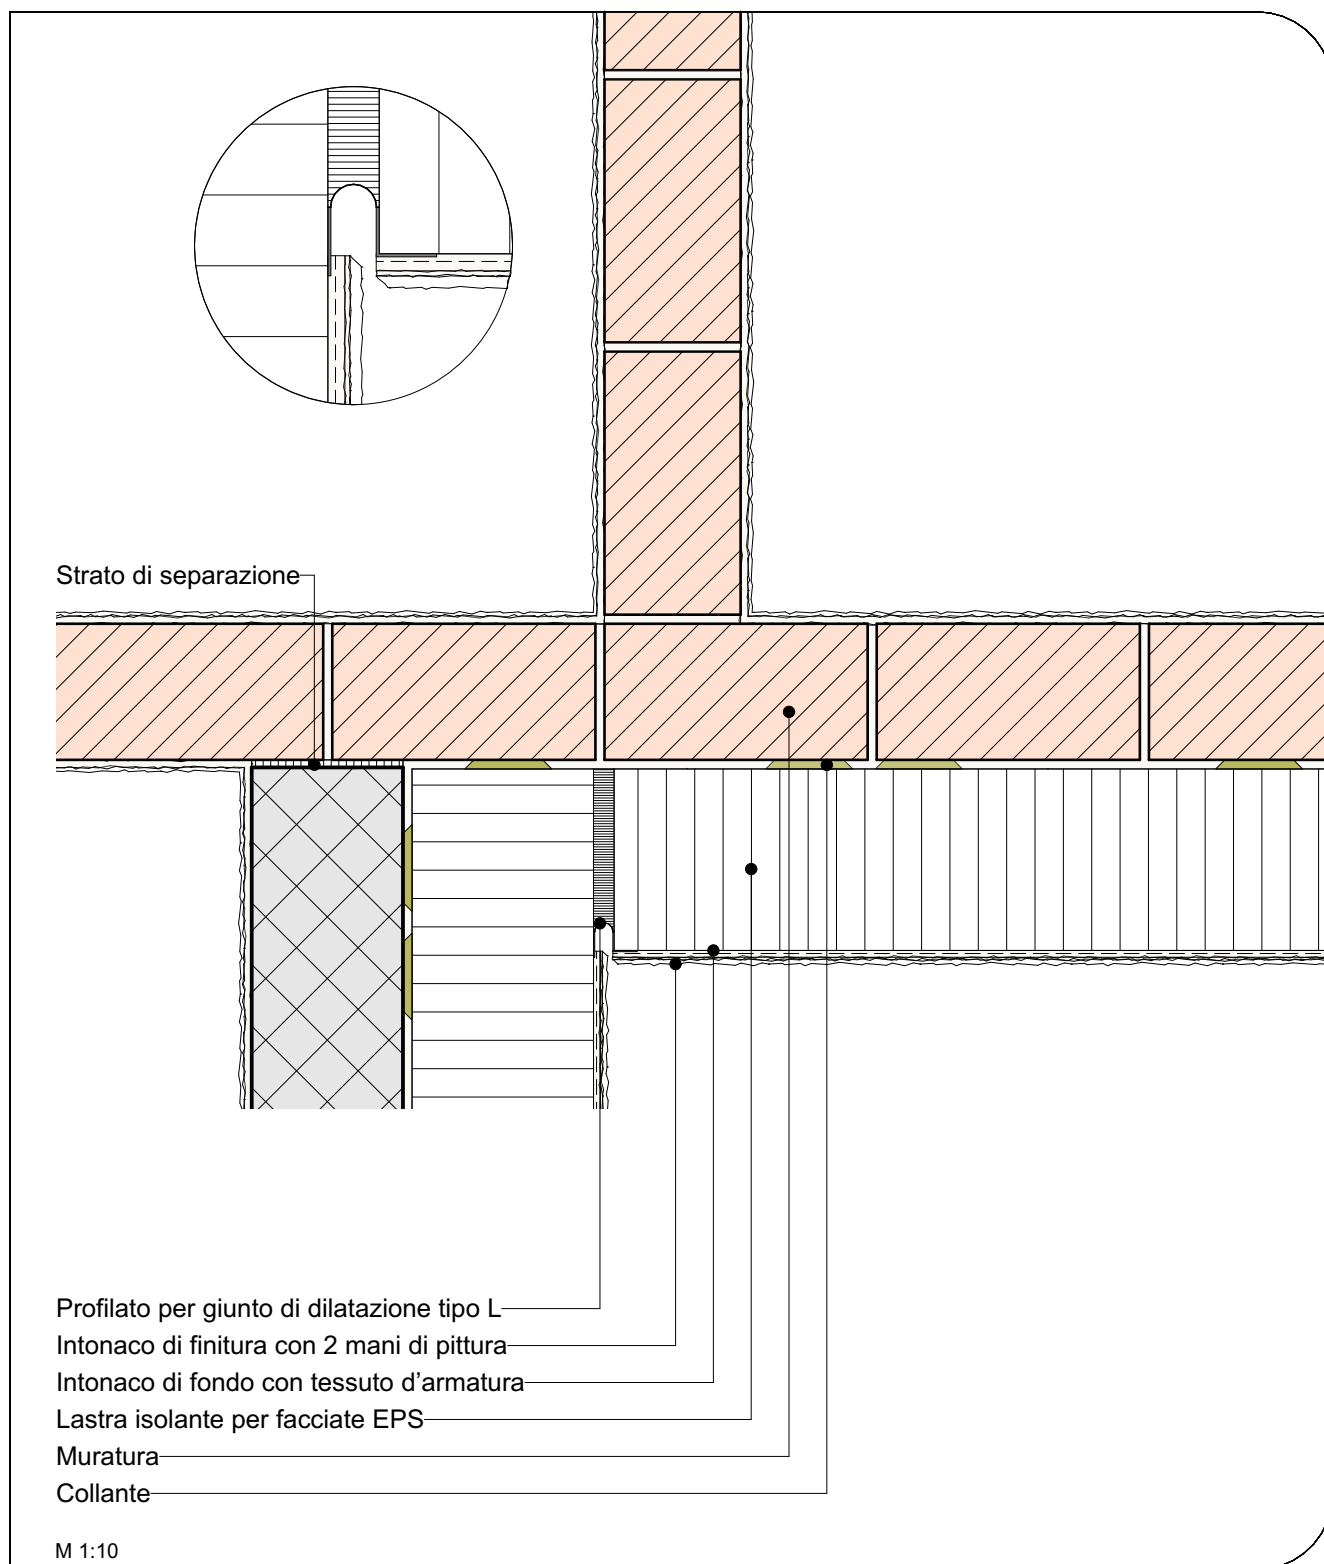 Strato di separazione
Profilato per giunto di dilatazione tipo L
Intonaco di finitura con 2 mani di pittura
Intonaco di fondo con tessuto d’armatura
Lastra isolante per facciate EPS
Muratura
Collante
M 1:10